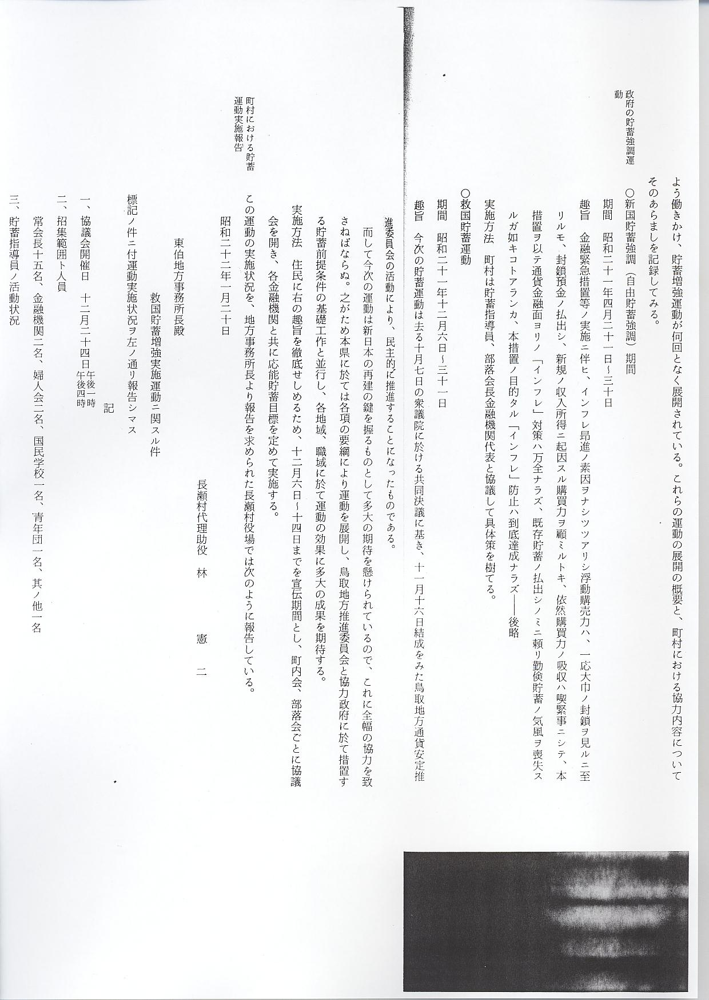 よう働きかけ、貯蓄増強運動が何回となく展開されている。これらの運動の展開の概要と、町村における協力内容について
そのあらましを記録してみる。
政府の貯蓄強調運
動
〇新国貯蓄強調（自由貯蓄強調）期間
期間　昭和二十一年四月二十一日～三十日
趣旨　金融緊急措置等ノ実施ニ伴ヒ、インフレ昂進ノ素因ヲナシツツアリシ浮動購売力ハ、一応大巾ノ封鎖ヲ見ルニ至
リルモ、封鎖預金ノ払出シ、新規ノ収入所得ニ起因スル購買力ヲ顧ミルトキ、依然購買力ノ吸収ハ喫緊事ニシテ、本
措置ヲ以テ通貨金融面ヨリノ「インフレ」対策ハ万全ナラズ、既存貯蓄ノ払出シノミニ頼リ勤倹貯蓄ノ気風ヲ喪失ス
ルガ如キコトアランカ、本措置ノ目的タル「インフレ」防止ハ到底達成ナラズ――後略
実施方法　町村は貯蓄指導員、部落会長金融機関代表と協議して具体策を樹てる。
〇救国貯蓄運動
期間　昭和二十一年十二月六日～三十一日
趣旨　今次の貯蓄運動は去る十月七日の衆議院に於ける共同決議に基き、十一月十六日結成をみた鳥取地方通貨安定推
進委員会の活動により、民主的に推進することになったものである。
而して今次の運動は新日本の再建の鍵を握るものとして多大の期待を懸けられているので、これに全幅の協力を致
さねばならぬ。之がため本県に於ては各項の要綱により運動を展開し、鳥取地方推進委員会と協力政府に於て措置す
る貯蓄前提条件の基礎工作と並行し、各地域、職域に於て運動の効果に多大の成果を期待する。
実施方法　住民に右の趣旨を徹底せしめるため、十二月六日～十四日までを宣伝期間とし、町内会、部落会ごとに協議
会を開き、各金融機関と共に応能貯蓄目標を定めて実施する。
町村における貯蓄
運動実施報告
この運動の実施状況を、地方事務所長より報告を求められた長瀬村役場では次のように報告している。
昭和二十二年一月二十日
長瀬村代理助役　林　憲二
東伯地方事務所長殿
救国貯蓄増強実施運動ニ関スル件
標記ノ件ニ付運動実施状況ヲ左ノ通リ報告シマス
記
一、協議会開催日　十二月二十四日 午後一時
午後四時
二、招集範囲ト人員
常会長十五名、金融機関二名、婦人会二名、国民学校一名、青年団一名、其ノ他一名
三、貯蓄指導員ノ活動状況